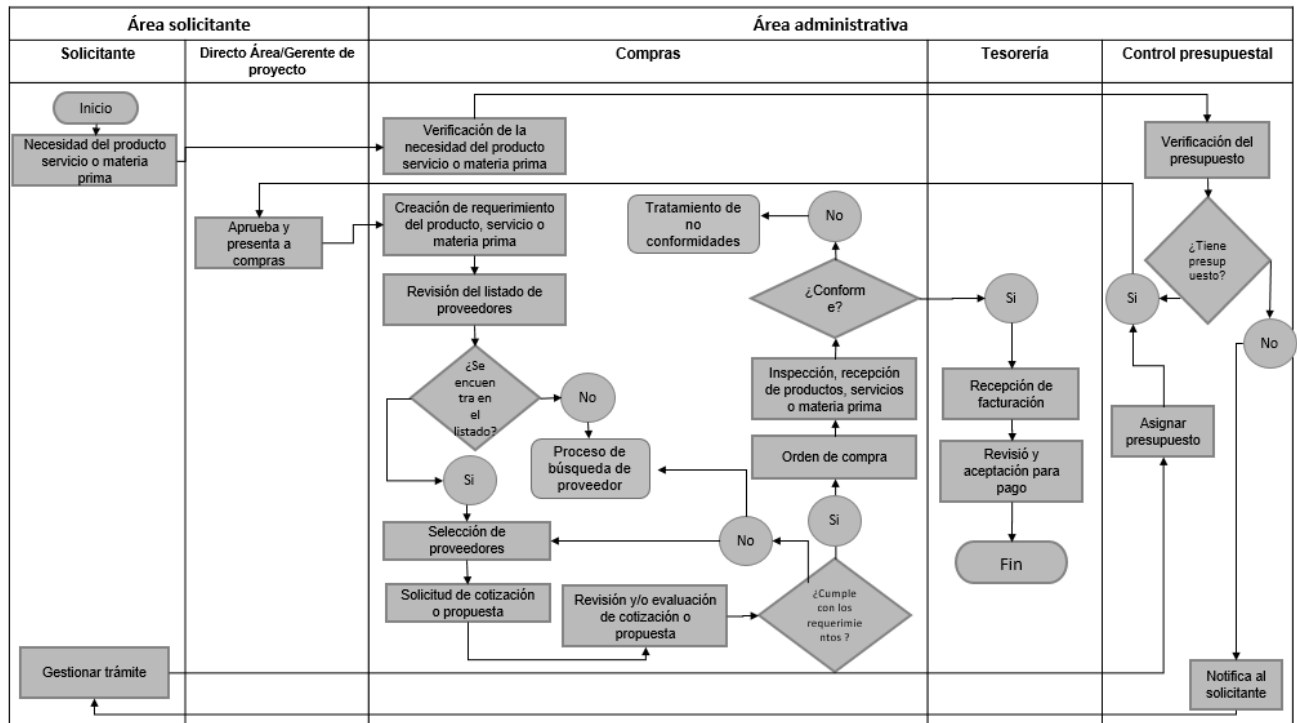 Área solicitante
Área administrativa
Solicitante
Directo Área/Gerente de
proyecto
Compras
Tesorería
Control presupuestal
Inicio
Necesidad del producto
servicio o materia
prima
Verificación de la
necesidad del producto
servicio o materia prima
Verificación del
presupuesto
Aprueba y
presenta a
compras
Creación de requerimiento
del producto, servicio o
materia prima
Tratamiento de
no
conformidades
No
¿Tiene
presup
uesto?
Revisión del listado de
proveedores
¿Conform
e?
Si
Si
No
¿Se
encuen
tra en
el
listado?
No
Inspección, recepción
de productos, servicios
o materia prima
Recepción de
facturación
Asignar
presupuesto
Proceso de
búsqueda de
proveedor
Orden de compra
Revisió y
aceptación para
pago
Si
Si
Selección de
proveedores
No
Fin
Solicitud de cotización
o propuesta
Revisión y/o evaluación
de cotización o
propuesta
¿Cumple
con los
requerimie
ntos ?
Gestionar trámite
Notifica al
solicitante